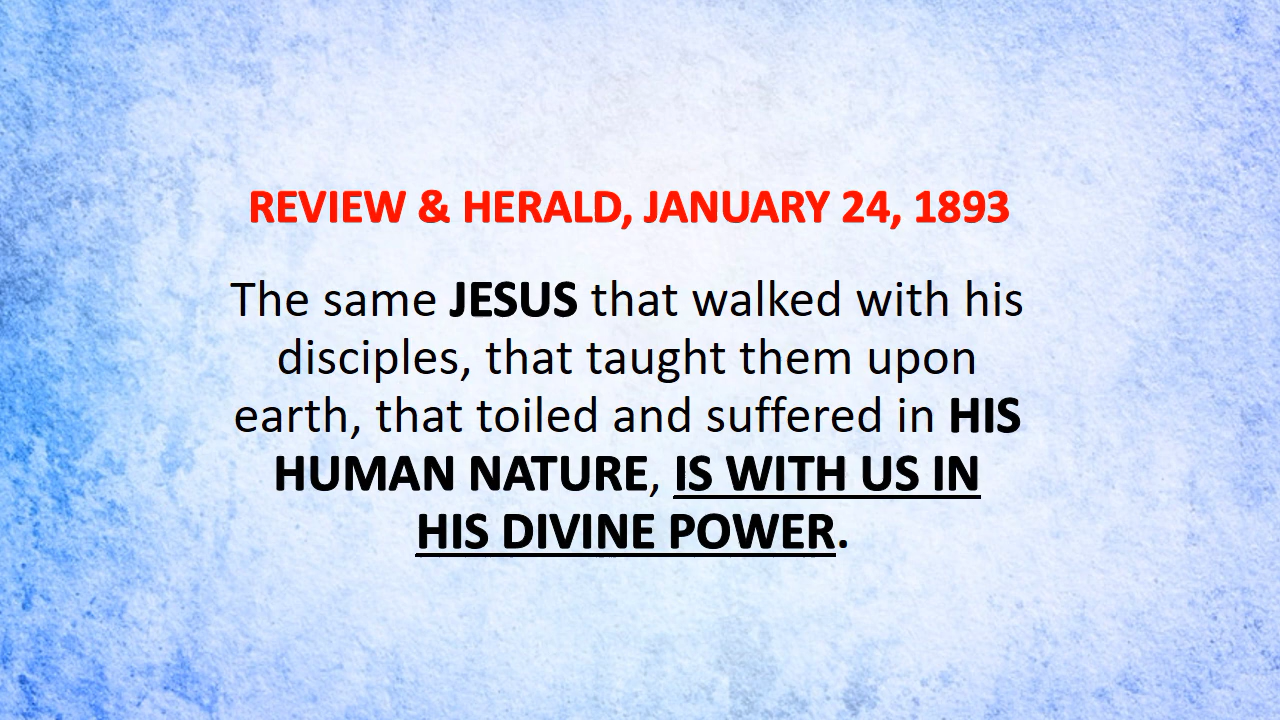 REVIEW & HERALD, JANUARY 24, 1893
The same JESUS that walked with his
disciples, that taught them upon
earth, that toiled and suffered in HIS
HUMAN NATURE, IS WITH US IN
HIS DIVINE POWER.